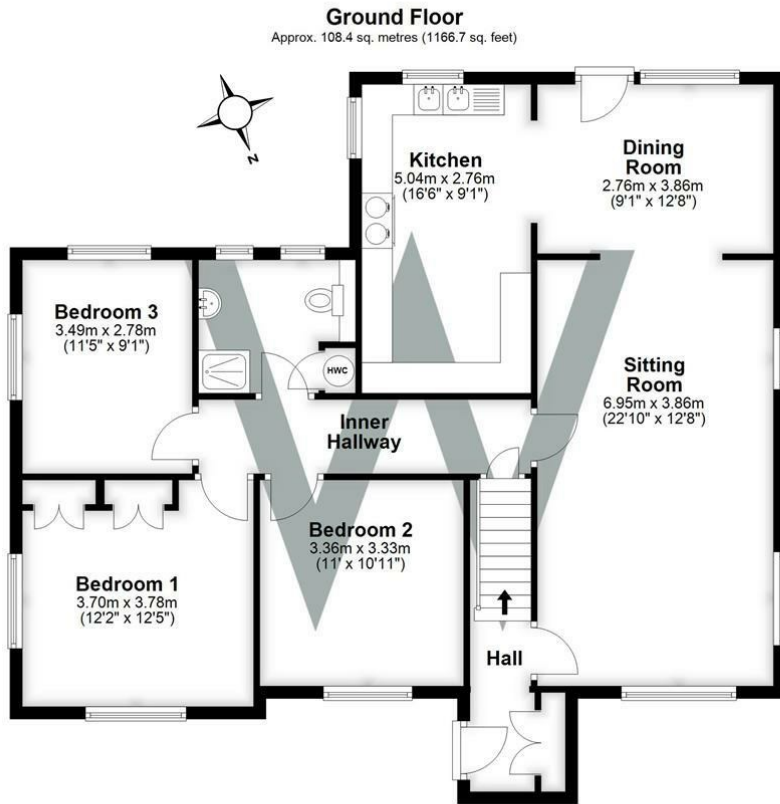 Ground Floor
Approx. 108.4 sq. metres (1166.7 sq. feet)
N
Kitchen
5.04m x 2.76m
(16'6" x 9'1")
Dining
Room
2.76m x 3.86m
(9'1" x 12'8")
Bedroom 3
3.49m x 2.78m
(11'5" x 9'1")
HWC
Sitting
Room
6.95m x 3.86m
(22'10" x 12'8")
Inner
Hallway
Bedroom 2
3.36m x 3.33m
(11' x 10'11")
Bedroom 1
3.70m x 3.78m
(12'2" x 12'5")
Hall
W